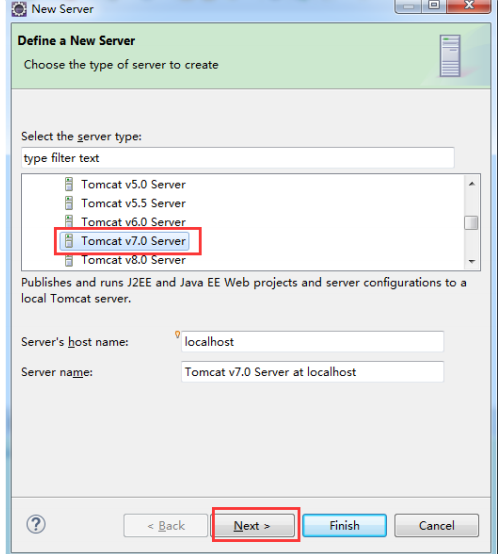 New Server
Define a New Server
Choose the type of server to create
Select the server type:
type filter text
Tomcat v5.0 Server
Tomcat v5.5 Server
Tomcat v6.0 Server
Tomcat v7.0 Server
Tomcat v8.0 Server
Publishes and runs J2EE and Java EE Web projects and server configurations to a
local Tomcat server.
Server's host name: localhost
Server name: Tomcat v7.0 Server at localhost
? < Back Next > Finish Cancel